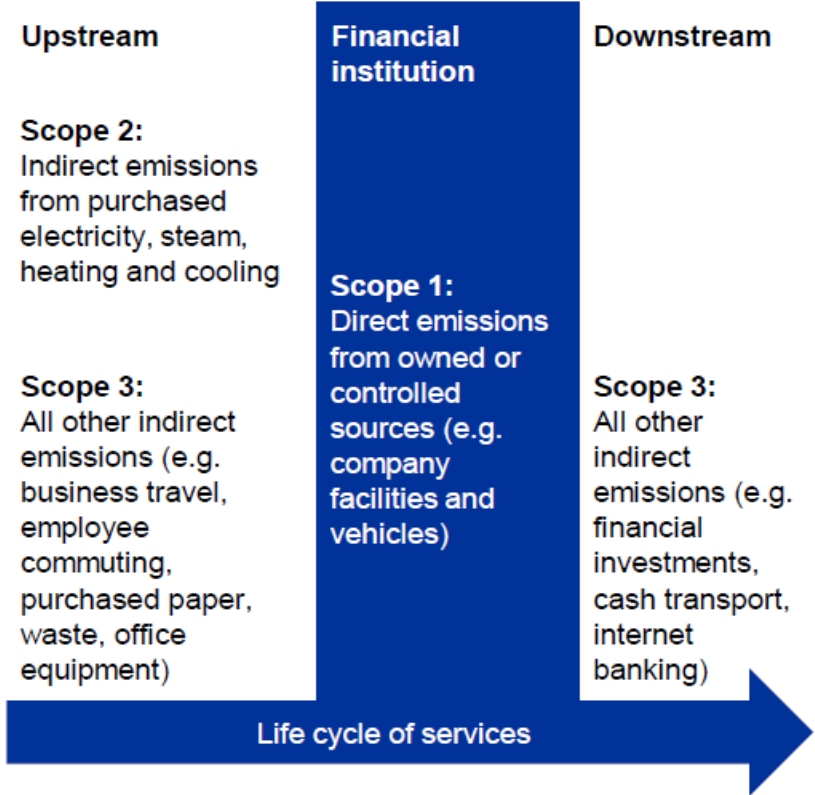 Upstream
Scope 2:
Indirect emissions
from purchased
electricity, steam,
heating and cooling
Scope 3:
All other indirect
emissions (e.g.
business travel,
employee
commuting,
purchased paper,
waste, office
equipment)
Financial
institution
Scope 1:
Direct emissions
from owned or
controlled
sources (e.g.
company
facilities and
vehicles)
Downstream
Scope 3:
All other
indirect
emissions (e.g.
financial
investments,
cash transport,
internet
banking)
Life cycle of services